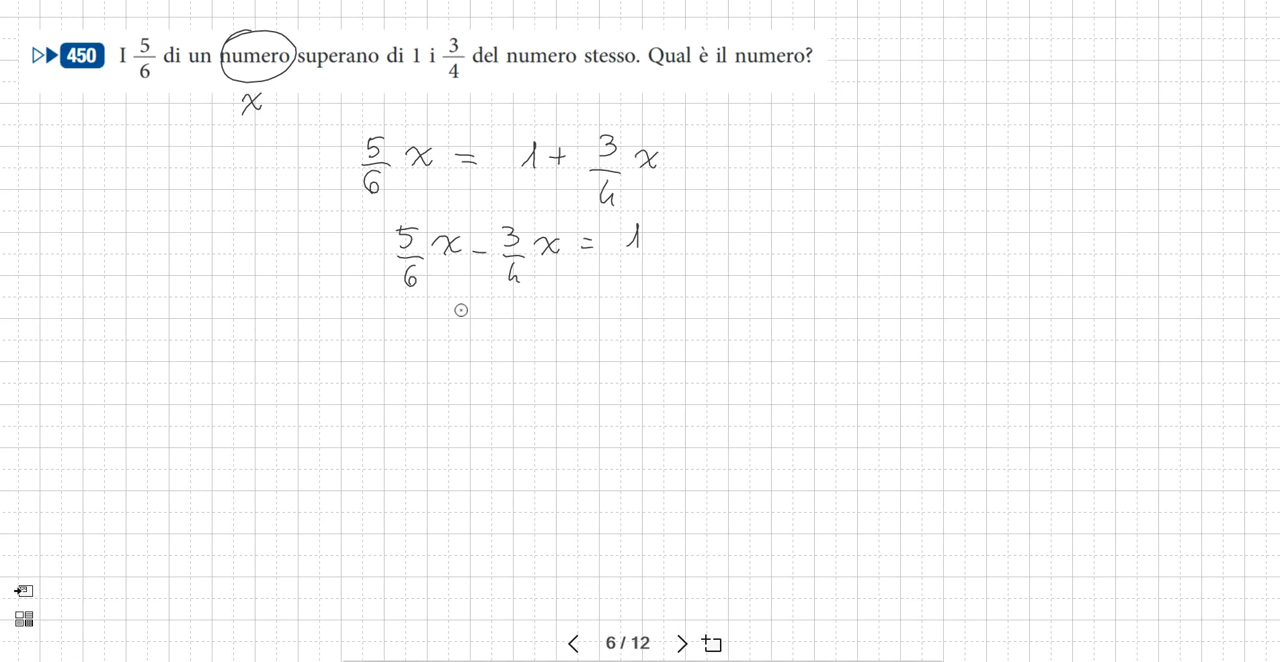 450 I 5/6 di un numero superano di 1 i 3/4 del numero stesso. Qual è il numero?
x
5/6 x = 1 + 3/4 x
5/6 x - 3/4 x = 1
6 / 12